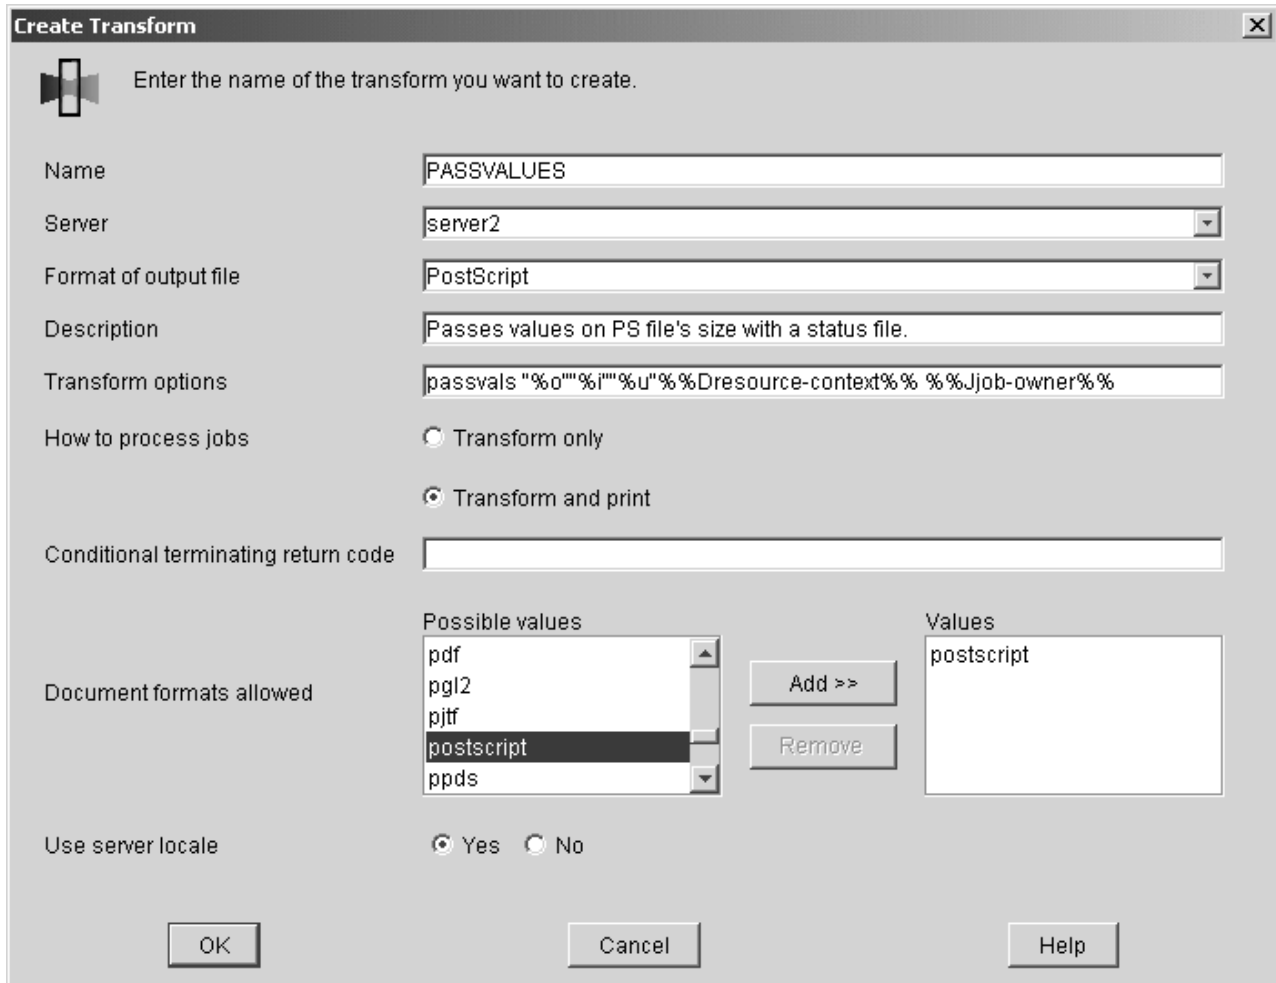 Create Transform
Enter the name of the transform you want to create.
Name PASSVALUES
Server server2
Format of output file PostScript
Description Passes values on PS file's size with a status file.
Transform options passvals "%o""%i""%u"%%Dresource-context%% %%Jjob-owner%%
How to process jobs Transform only
Transform and print
Conditional terminating return code
Possible values Values
pdf postscript
pgl2
Add >>
pjtf
Document formats allowed
postscript
Remove
ppds
Use server locale Yes No
OK Cancel Help